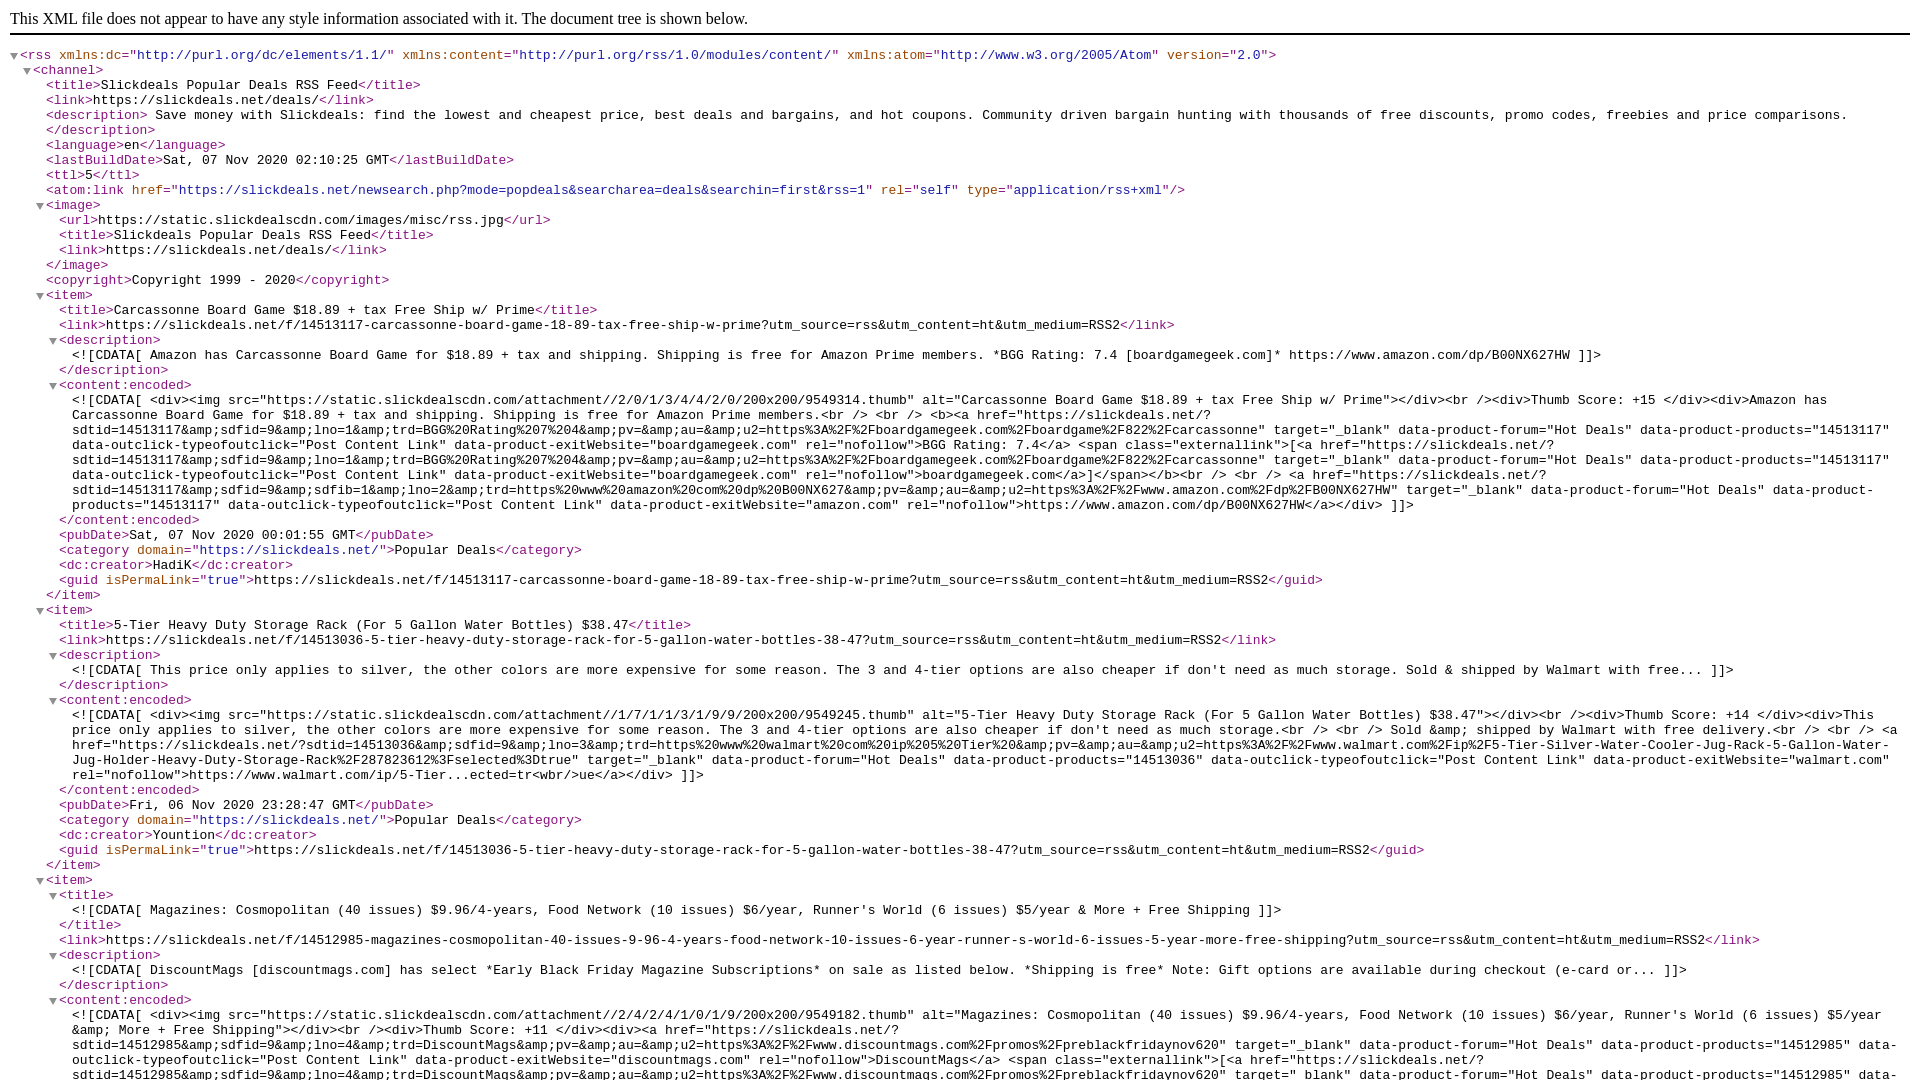 This XML file does not appear to have any style information associated with it. The document tree is shown below.
<rss xmlns:dc="http://purl.org/dc/elements/1.1/" xmlns:content="http://purl.org/rss/1.0/modules/content/" xmlns:atom="http://www.w3.org/2005/Atom" version="2.0">
<channel>
<title>Slickdeals Popular Deals RSS Feed</title>
<link>https://slickdeals.net/deals/</link>
<description> Save money with Slickdeals: find the lowest and cheapest price, best deals and bargains, and hot coupons. Community driven bargain hunting with thousands of free discounts, promo codes, freebies and price comparisons.
</description>
<language>en</language>
<lastBuildDate>Sat, 07 Nov 2020 02:10:25 GMT</lastBuildDate>
<ttl>5</ttl>
<atom:link href="https://slickdeals.net/newsearch.php?mode=popdeals&searcharea=deals&searchin=first&rss=1" rel="self" type="application/rss+xml"/>
<image>
<url>https://static.slickdealscdn.com/images/misc/rss.jpg</url>
<title>Slickdeals Popular Deals RSS Feed</title>
<link>https://slickdeals.net/deals/</link>
</image>
<copyright>Copyright 1999 - 2020</copyright>
<item>
<title>Carcassonne Board Game $18.89 + tax Free Ship w/ Prime</title>
<link>https://slickdeals.net/f/14513117-carcassonne-board-game-18-89-tax-free-ship-w-prime?utm_source=rss&utm_content=ht&utm_medium=RSS2</link>
<description>
<![CDATA[ Amazon has Carcassonne Board Game for $18.89 + tax and shipping. Shipping is free for Amazon Prime members. *BGG Rating: 7.4 [boardgamegeek.com]* https://www.amazon.com/dp/B00NX627HW ]]>
</description>
<content:encoded>
<![CDATA[ <div><img src="https://static.slickdealscdn.com/attachment//2/0/1/3/4/4/2/0/200x200/9549314.thumb" alt="Carcassonne Board Game $18.89 + tax Free Ship w/ Prime"></div><br /><div>Thumb Score: +15 </div><div>Amazon has
Carcassonne Board Game for $18.89 + tax and shipping. Shipping is free for Amazon Prime members.<br /> <br /> <b><a href="https://slickdeals.net/?
sdtid=14513117&amp;sdfid=9&amp;lno=1&amp;trd=BGG%20Rating%207%204&amp;pv=&amp;au=&amp;u2=https%3A%2F%2Fboardgamegeek.com%2Fboardgame%2F822%2Fcarcassonne" target="_blank" data-product-forum="Hot Deals" data-product-products="14513117"
data-outclick-typeofoutclick="Post Content Link" data-product-exitWebsite="boardgamegeek.com" rel="nofollow">BGG Rating: 7.4</a> <span class="externallink">[<a href="https://slickdeals.net/?
sdtid=14513117&amp;sdfid=9&amp;lno=1&amp;trd=BGG%20Rating%207%204&amp;pv=&amp;au=&amp;u2=https%3A%2F%2Fboardgamegeek.com%2Fboardgame%2F822%2Fcarcassonne" target="_blank" data-product-forum="Hot Deals" data-product-products="14513117"
data-outclick-typeofoutclick="Post Content Link" data-product-exitWebsite="boardgamegeek.com" rel="nofollow">boardgamegeek.com</a>]</span></b><br /> <br /> <a href="https://slickdeals.net/?
sdtid=14513117&amp;sdfid=9&amp;sdfib=1&amp;lno=2&amp;trd=https%20www%20amazon%20com%20dp%20B00NX627&amp;pv=&amp;au=&amp;u2=https%3A%2F%2Fwww.amazon.com%2Fdp%2FB00NX627HW" target="_blank" data-product-forum="Hot Deals" data-product-
products="14513117" data-outclick-typeofoutclick="Post Content Link" data-product-exitWebsite="amazon.com" rel="nofollow">https://www.amazon.com/dp/B00NX627HW</a></div> ]]>
</content:encoded>
<pubDate>Sat, 07 Nov 2020 00:01:55 GMT</pubDate>
<category domain="https://slickdeals.net/">Popular Deals</category>
<dc:creator>HadiK</dc:creator>
<guid isPermaLink="true">https://slickdeals.net/f/14513117-carcassonne-board-game-18-89-tax-free-ship-w-prime?utm_source=rss&utm_content=ht&utm_medium=RSS2</guid>
</item>
<item>
<title>5-Tier Heavy Duty Storage Rack (For 5 Gallon Water Bottles) $38.47</title>
<link>https://slickdeals.net/f/14513036-5-tier-heavy-duty-storage-rack-for-5-gallon-water-bottles-38-47?utm_source=rss&utm_content=ht&utm_medium=RSS2</link>
<description>
<![CDATA[ This price only applies to silver, the other colors are more expensive for some reason. The 3 and 4-tier options are also cheaper if don't need as much storage. Sold & shipped by Walmart with free... ]]>
</description>
<content:encoded>
<![CDATA[ <div><img src="https://static.slickdealscdn.com/attachment//1/7/1/1/3/1/9/9/200x200/9549245.thumb" alt="5-Tier Heavy Duty Storage Rack (For 5 Gallon Water Bottles) $38.47"></div><br /><div>Thumb Score: +14 </div><div>This
price only applies to silver, the other colors are more expensive for some reason. The 3 and 4-tier options are also cheaper if don't need as much storage.<br /> <br /> Sold &amp; shipped by Walmart with free delivery.<br /> <br /> <a
href="https://slickdeals.net/?sdtid=14513036&amp;sdfid=9&amp;lno=3&amp;trd=https%20www%20walmart%20com%20ip%205%20Tier%20&amp;pv=&amp;au=&amp;u2=https%3A%2F%2Fwww.walmart.com%2Fip%2F5-Tier-Silver-Water-Cooler-Jug-Rack-5-Gallon-Water-
Jug-Holder-Heavy-Duty-Storage-Rack%2F287823612%3Fselected%3Dtrue" target="_blank" data-product-forum="Hot Deals" data-product-products="14513036" data-outclick-typeofoutclick="Post Content Link" data-product-exitWebsite="walmart.com"
rel="nofollow">https://www.walmart.com/ip/5-Tier...ected=tr<wbr/>ue</a></div> ]]>
</content:encoded>
<pubDate>Fri, 06 Nov 2020 23:28:47 GMT</pubDate>
<category domain="https://slickdeals.net/">Popular Deals</category>
<dc:creator>Yountion</dc:creator>
<guid isPermaLink="true">https://slickdeals.net/f/14513036-5-tier-heavy-duty-storage-rack-for-5-gallon-water-bottles-38-47?utm_source=rss&utm_content=ht&utm_medium=RSS2</guid>
</item>
<item>
<title>
<![CDATA[ Magazines: Cosmopolitan (40 issues) $9.96/4-years, Food Network (10 issues) $6/year, Runner's World (6 issues) $5/year & More + Free Shipping ]]>
</title>
<link>https://slickdeals.net/f/14512985-magazines-cosmopolitan-40-issues-9-96-4-years-food-network-10-issues-6-year-runner-s-world-6-issues-5-year-more-free-shipping?utm_source=rss&utm_content=ht&utm_medium=RSS2</link>
<description>
<![CDATA[ DiscountMags [discountmags.com] has select *Early Black Friday Magazine Subscriptions* on sale as listed below. *Shipping is free* Note: Gift options are available during checkout (e-card or... ]]>
</description>
<content:encoded>
<![CDATA[ <div><img src="https://static.slickdealscdn.com/attachment//2/4/2/4/1/0/1/9/200x200/9549182.thumb" alt="Magazines: Cosmopolitan (40 issues) $9.96/4-years, Food Network (10 issues) $6/year, Runner's World (6 issues) $5/year
&amp; More + Free Shipping"></div><br /><div>Thumb Score: +11 </div><div><a href="https://slickdeals.net/?
sdtid=14512985&amp;sdfid=9&amp;lno=4&amp;trd=DiscountMags&amp;pv=&amp;au=&amp;u2=https%3A%2F%2Fwww.discountmags.com%2Fpromos%2Fpreblackfridaynov620" target="_blank" data-product-forum="Hot Deals" data-product-products="14512985" data-
outclick-typeofoutclick="Post Content Link" data-product-exitWebsite="discountmags.com" rel="nofollow">DiscountMags</a> <span class="externallink">[<a href="https://slickdeals.net/?
sdtid=14512985&amp;sdfid=9&amp;lno=4&amp;trd=DiscountMags&amp;pv=&amp;au=&amp;u2=https%3A%2F%2Fwww.discountmags.com%2Fpromos%2Fpreblackfridaynov620" target="_blank" data-product-forum="Hot Deals" data-product-products="14512985" data-